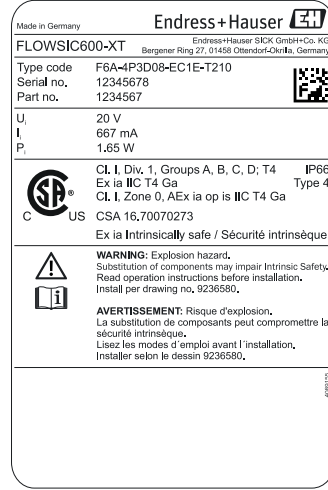 Made in Germany
Endress+Hauser EH
FLOWSIC600-XT
Endress+Hauser SICK GmbH+Co. KG
Bergener Ring 27, 01458 Ottendorf-Okrilla, Germany
Type code F6A-4P3D08-EC1E-T210
Serial no. 12345678
Part no. 1234567
Uᵢ 20 V
Iᵢ 667 mA
Pᵢ 1.65 W
Cl. I, Div. 1, Groups A, B, C, D; T4 IP66
Ex ia IIC T4 Ga Type 4
Cl. I, Zone 0, AEx ia op is IIC T4 Ga
C SA® US CSA 16.70070273
Ex ia Intrinsically safe / Sécurité intrinsèque
WARNING: Explosion hazard.
Substitution of components may impair Intrinsic Safety.
Read operation instructions before installation.
Install per drawing no. 9236580.
AVERTISSEMENT: Risque d'explosion.
La substitution de composants peut compromettre la
sécurité intrinsèque.
Lisez les modes d´emploi avant l´installation.
Installer selon le dessin 9236580.